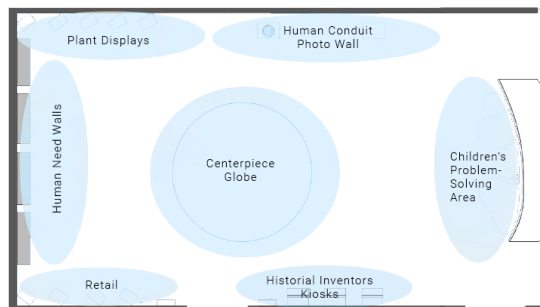 Plant Displays
Human Conduit
Photo Wall
Human Need Walls
Centerpiece
Globe
Children's
Problem-
Solving
Area
Retail
Historial Inventors
Kiosks